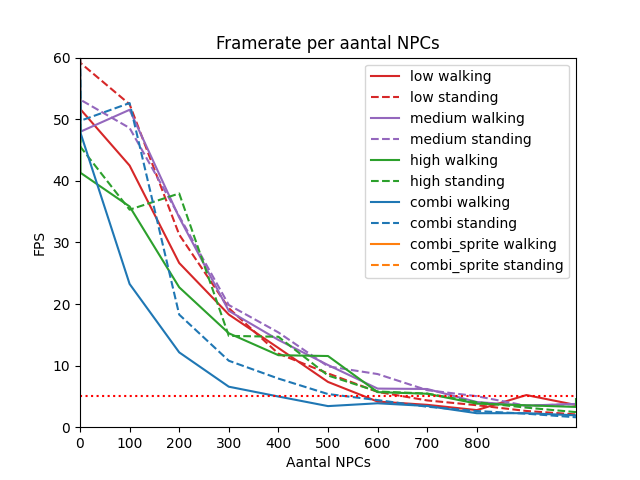 Framerate per aantal NPCs
60
50
40
30
20
10
0
FPS
low walking
low standing
medium walking
medium standing
high walking
high standing
combi walking
combi standing
combi_sprite walking
combi_sprite standing
0 100 200 300 400 500 600 700 800
Aantal NPCs